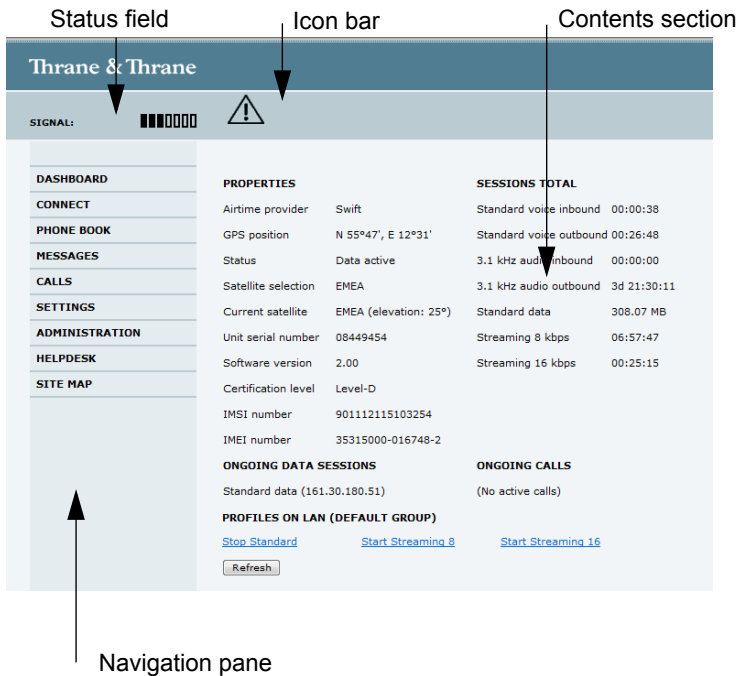 Status field
Icon bar
Contents section
Thrane & Thrane
SIGNAL:
DASHBOARD
CONNECT
PHONE BOOK
MESSAGES
CALLS
SETTINGS
ADMINISTRATION
HELPDESK
SITE MAP
PROPERTIES
Airtime provider Swift
GPS position N 55°47', E 12°31'
Status Data active
Satellite selection EMEA
Current satellite EMEA (elevation: 25°)
Unit serial number 08449454
Software version 2.00
Certification level Level-D
IMSI number 901112115103254
IMEI number 35315000-016748-2
SESSIONS TOTAL
Standard voice inbound 00:00:38
Standard voice outbound 00:26:48
3.1 kHz audio inbound 00:00:00
3.1 kHz audio outbound 3d 21:30:11
Standard data 308.07 MB
Streaming 8 kbps 06:57:47
Streaming 16 kbps 00:25:15
ONGOING DATA SESSIONS
Standard data (161.30.180.51)
ONGOING CALLS
(No active calls)
PROFILES ON LAN (DEFAULT GROUP)
Stop Standard Start Streaming 8 Start Streaming 16
Refresh
Navigation pane